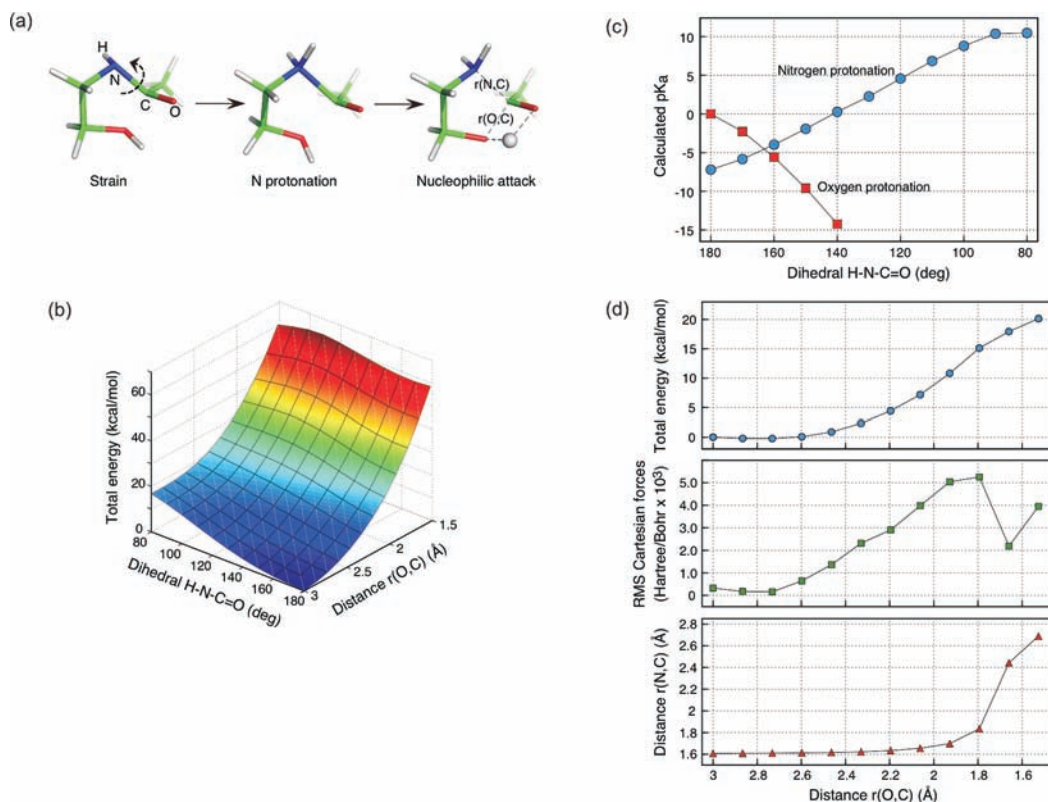 (a)
H
N
C
O
r(N,C)
r(O,C)
Strain
N protonation
Nucleophilic attack
(b)
Total energy (kcal/mol)
60
40
20
0
80
100
120
140
160
180
Dihedral H-N-C=O (deg)
3
2.5
2
1.5
Distance r(O,C) (Å)
(c)
Calculated pKa
10
5
0
-5
-10
-15
Nitrogen protonation
Oxygen protonation
180
160
140
120
100
80
Dihedral H-N-C=O (deg)
(d)
Total energy (kcal/mol)
20
15
10
5
0
RMS Cartesian forces
(Hartree/Bohr x 10³)
5.0
4.0
3.0
2.0
1.0
0
Distance r(N,C) (Å)
2.8
2.4
2
1.8
1.6
3
2.8
2.6
2.4
2.2
2
1.8
1.6
Distance r(O,C) (Å)